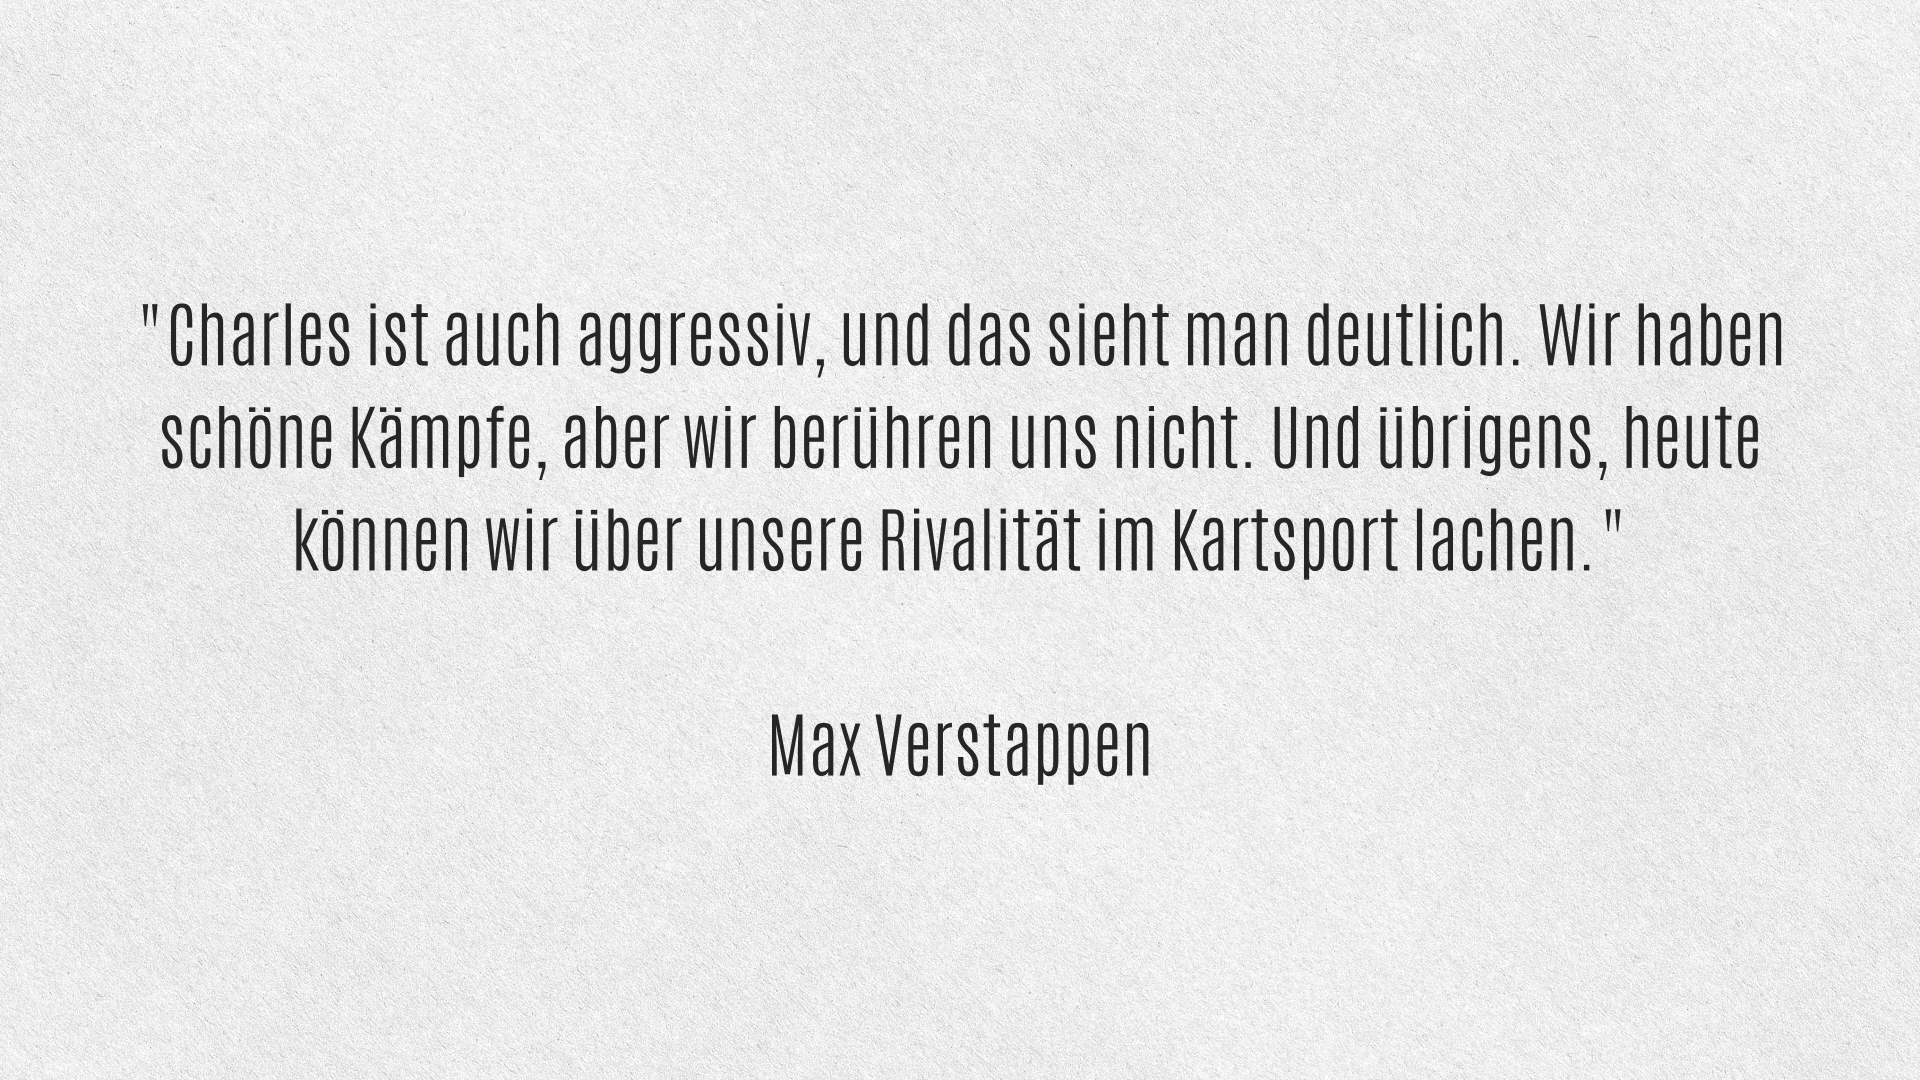 "Charles ist auch aggressiv, und das sieht man deutlich. Wir haben
schöne Kämpfe, aber wir berühren uns nicht. Und übrigens, heute
können wir über unsere Rivalität im Kartsport lachen. "
Max Verstappen